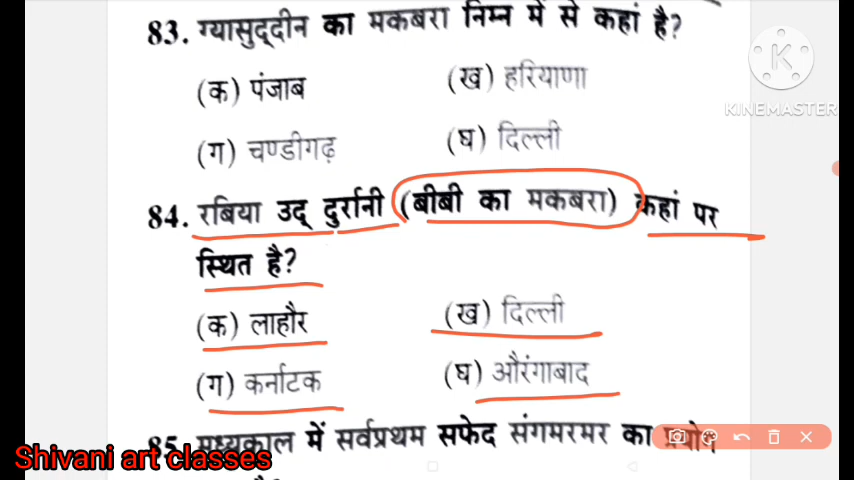 83. ग्यासुद्दीन का मकबरा निम्न में से कहां है?
(क) पंजाब (ख) हरियाणा
(ग) चण्डीगढ़ (घ) दिल्ली
84. रबिया उद् दुर्रानी (बीबी का मकबरा) कहां पर
स्थित है?
(क) लाहौर (ख) दिल्ली
(ग) कर्नाटक (घ) औरंगाबाद
85. मध्यकाल में सर्वप्रथम सफेद संगमरमर का प्रयोग
Shivani art classes
K
KINEMASTER